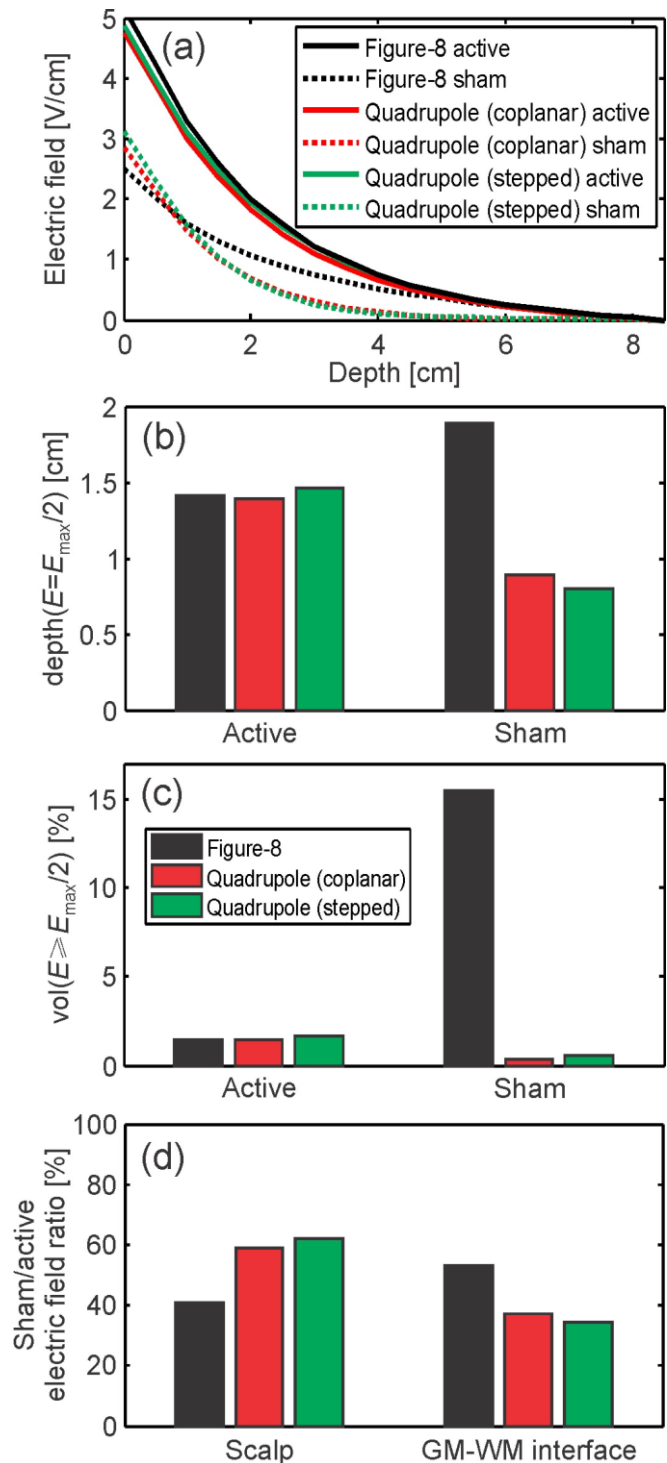 (a)
Electric field [V/cm]
5
4
3
2
1
0
Figure-8 active
Figure-8 sham
Quadrupole (coplanar) active
Quadrupole (coplanar) sham
Quadrupole (stepped) active
Quadrupole (stepped) sham
0 2 4 6 8
Depth [cm]
(b)
depth(E=Emax/2) [cm]
2
1.5
1
0.5
0
Active Sham
(c)
vol(E⩾Emax/2) [%]
15
10
5
0
Figure-8
Quadrupole (coplanar)
Quadrupole (stepped)
Active Sham
(d)
Sham/active
electric field ratio [%]
100
80
60
40
20
0
Scalp GM-WM interface